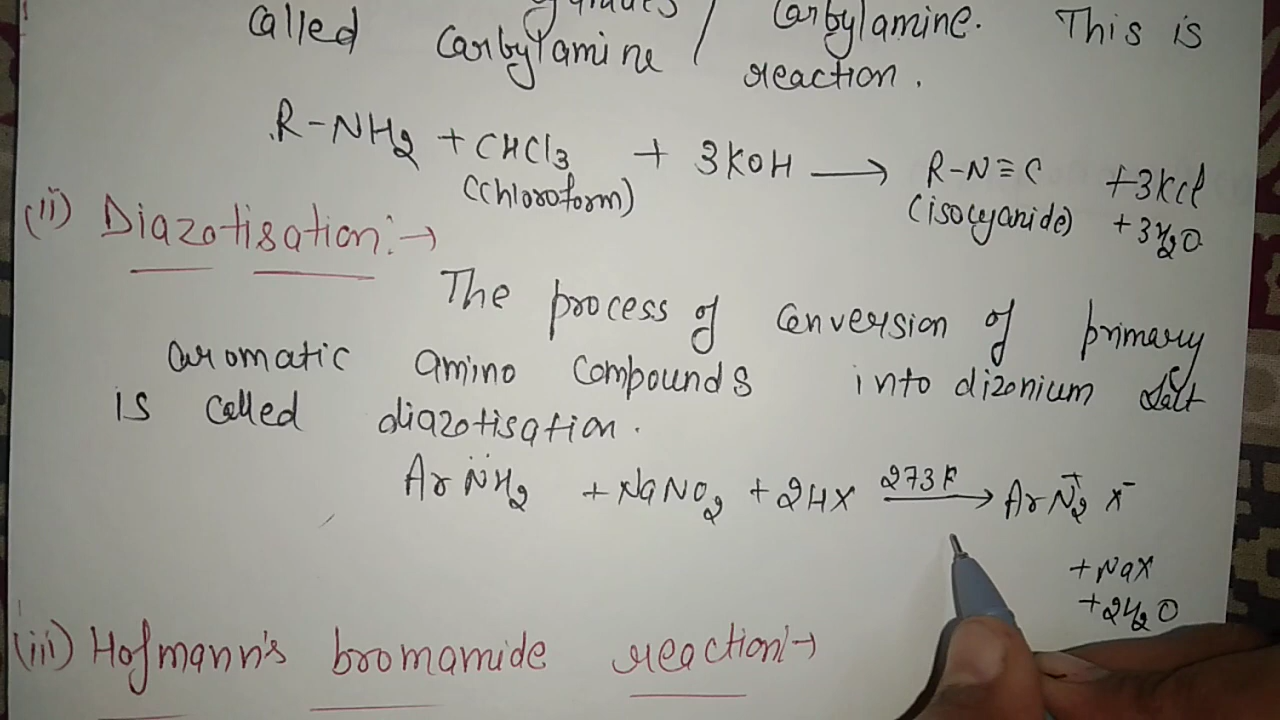 called carbylamine / carbylamine. This is
reaction.
R-NH2 + CHCl3 + 3KOH ⟶ R-N≡C + 3KCl
(chloroform) (isocyanide) + 3H2O
(ii) Diazotisation:→
The process of conversion of primary
aromatic amino compounds into dizonium salt
is called diazotisation.
ArN̈H2 + NaNO2 + 2HX 273K ⟶ ArN2⁺ X⁻
+ NaX
+ 2H2O
(iii) Hofmann's bromamide reaction:→